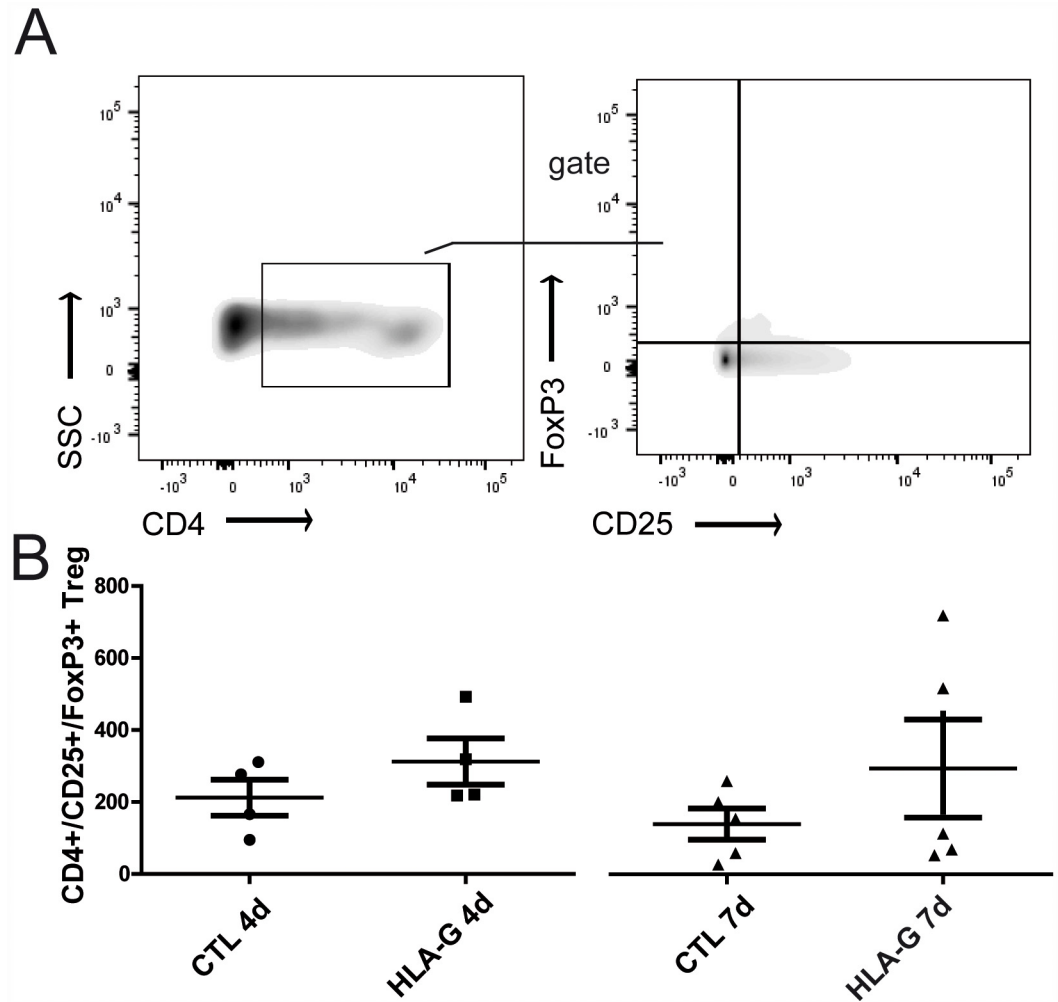 A
10^5
10^4
10^3
0
-10^3
SSC
-10^3 0 10^3 10^4 10^5
CD4
gate
10^5
10^4
10^3
0
-10^3
FoxP3
-10^3 0 10^3 10^4 10^5
CD25
B
CD4+/CD25+/FoxP3+ Treg
800
600
400
200
0
CTL 4d
HLA-G 4d
CTL 7d
HLA-G 7d